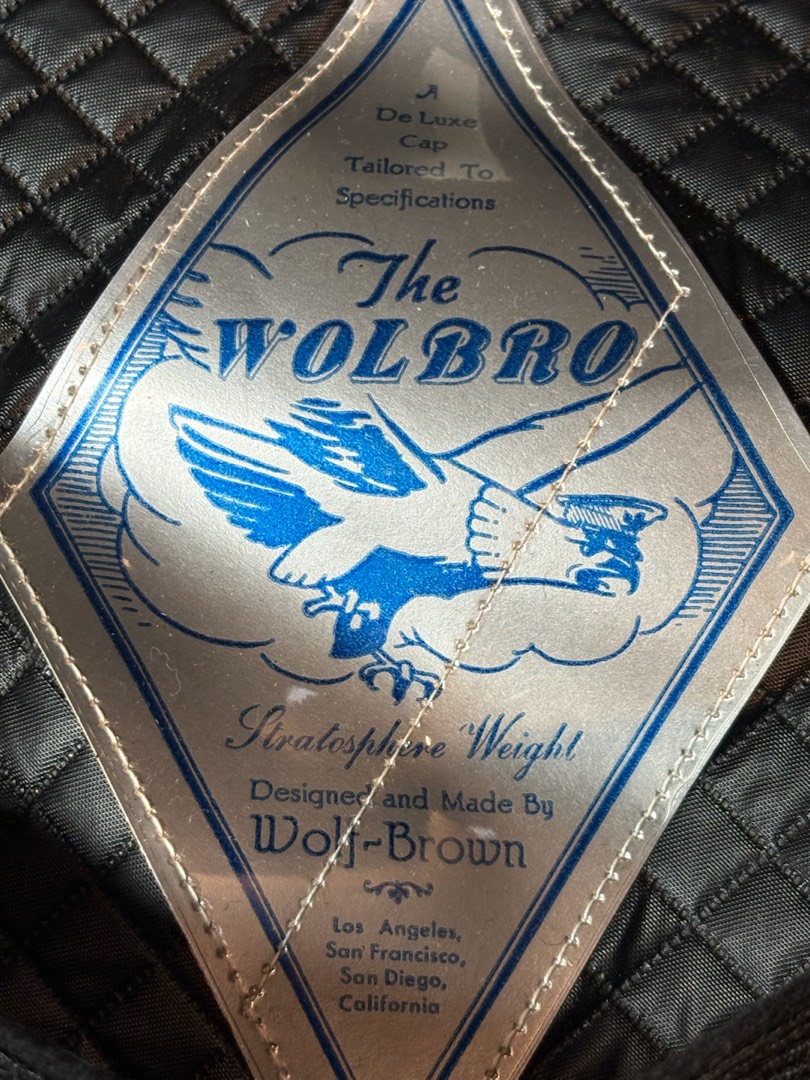 A
De Luxe
Cap
Tailored To
Specifications
The
WOLBRO
Stratosphere Weight
Designed and Made By
Wolf-Brown
Los Angeles,
San Francisco,
San Diego,
California